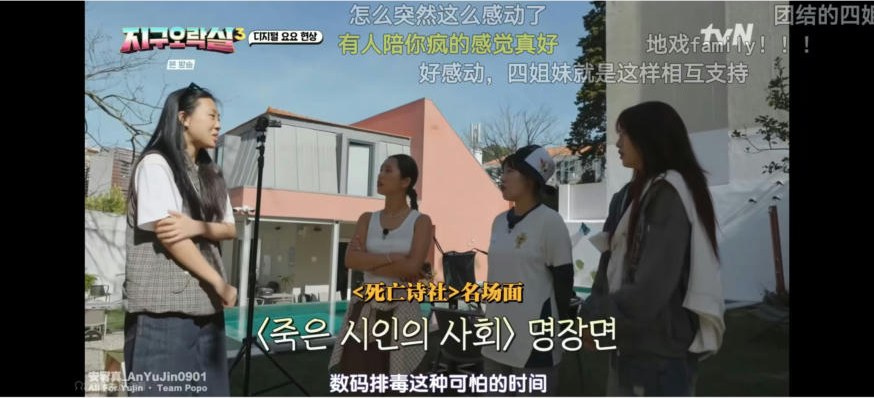 지구오락실3
디지털 요요 현상
본 방송
怎么突然这么感动了
团结的四姐
tvN
有人陪你疯的感觉真好
地戏family！！！
好感动，四姐妹就是这样相互支持
<死亡诗社>名场面
<죽은 시인의 사회> 명장면
安宥真_AnYuJin0901
All For Yujin · Team Popo
数码排毒这种可怕的时间